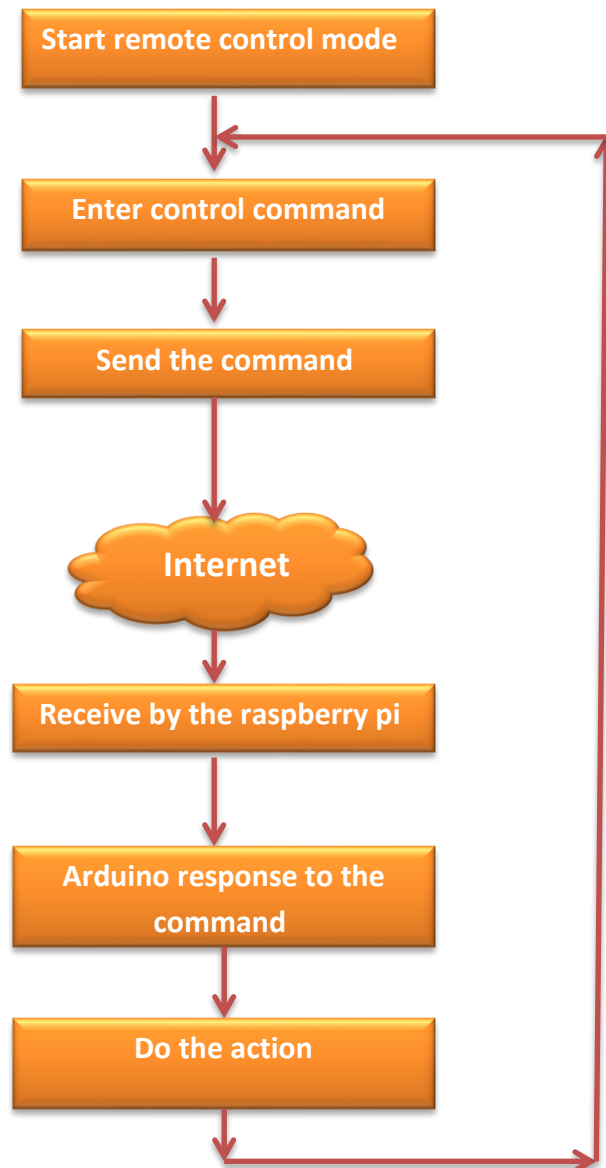 Start remote control mode
Enter control command
Send the command
Internet
Receive by the raspberry pi
Arduino response to the
command
Do the action